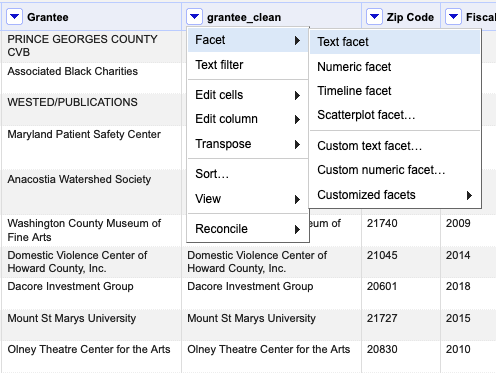 Grantee grantee_clean Zip Code Fiscal
PRINCE GEORGES COUNTY
CVB
Associated Black Charities
WESTED/PUBLICATIONS
Maryland Patient Safety Center
Anacostia Watershed Society
Washington County Museum of
Fine Arts
eum of 21740 2009
Domestic Violence Center of
Howard County, Inc.
Domestic Violence Center of
Howard County, Inc.
21045 2014
Dacore Investment Group Dacore Investment Group 20601 2018
Mount St Marys University Mount St Marys University 21727 2015
Olney Theatre Center for the Arts Olney Theatre Center for the Arts 20830 2010
Facet
Text filter
Edit cells
Edit column
Transpose
Sort…
View
Reconcile
Text facet
Numeric facet
Timeline facet
Scatterplot facet…
Custom text facet…
Custom numeric facet…
Customized facets